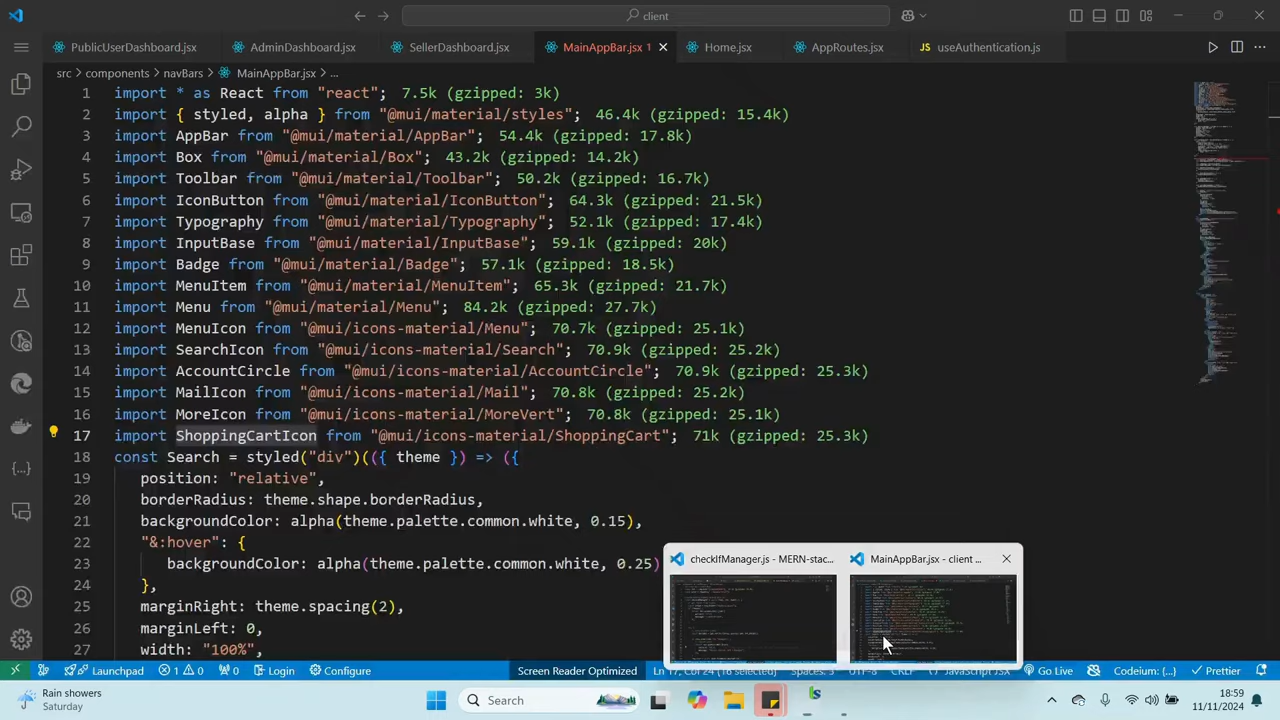 client
PublicUserDashboard.jsx AdminDashboard.jsx SellerDashboard.jsx MainAppBar.jsx 1 Home.jsx AppRoutes.jsx JS useAuthentication.js
src > components > navBars > MainAppBar.jsx > ...
1 import * as React from "react"; 7.5k (gzipped: 3k)
2 import { styled, alpha } from "@mui/material/styles"; .4k (gzipped: 15.4k)
3 import AppBar from "@mui/material/AppBar"; 54.4k (gzipped: 17.8k)
4 import Box from "@mui/material/Box"; 43.2k (gzipped: 14.2k)
5 import Toolbar from "@mui/material/Toolbar"; 2k (gzipped: 16.7k)
6 import IconButton from "@mui/material/IconButton"; 5k (gzipped: 21.5k)
7 import Typography from "@mui/material/Typography"; 52.1k (gzipped: 17.4k)
8 import InputBase from "@mui/material/InputBase"; 59.1k (gzipped: 20k)
9 import Badge from "@mui/material/Badge"; (gzipped: 18.5k)
10 import MenuItem from "@mui/material/MenuItem"; 65.3k (gzipped: 21.7k)
11 import Menu from "@mui/material/Menu"; 84.2k (gzipped: 27.7k)
12 import MenuIcon from "@mui/icons-material/Menu"; 70.7k (gzipped: 25.1k)
13 import SearchIcon from "@mui/icons-material/Search"; .9k (gzipped: 25.2k)
14 import AccountCircle from "@mui/icons-material/AccountCircle"; 70.9k (gzipped: 25.3k)
15 import MailIcon from "@mui/icons-material/Mail"; 70.8k (gzipped: 25.2k)
16 import MoreIcon from "@mui/icons-material/MoreVert"; 70.8k (gzipped: 25.1k)
17 import ShoppingCartIcon from "@mui/icons-material/ShoppingCart"; 71k (gzipped: 25.3k)
18 const Search = styled("div")(({ theme }) => ({
19 position: "relative",
20 borderRadius: theme.shape.borderRadius,
21 backgroundColor: alpha(theme.palette.common.white, 0.15),
22 "&:hover": {
23 backgroundColor: alpha(theme.palette.common.white, 0.25)
24 },
25 theme.spacing(2),
26
27 width
checkIfManager.js - MERN-stac... MainAppBar.jsx - client ...
Screen Reader Optimized Ln 17, Col 24 (16 selected) Spaces: 3 UTF-8 CRLF {} JavaScript JSX Go Live Codeium: {...} Prettier
Rain showers
Saturday
Search
18:59
11/11/2024